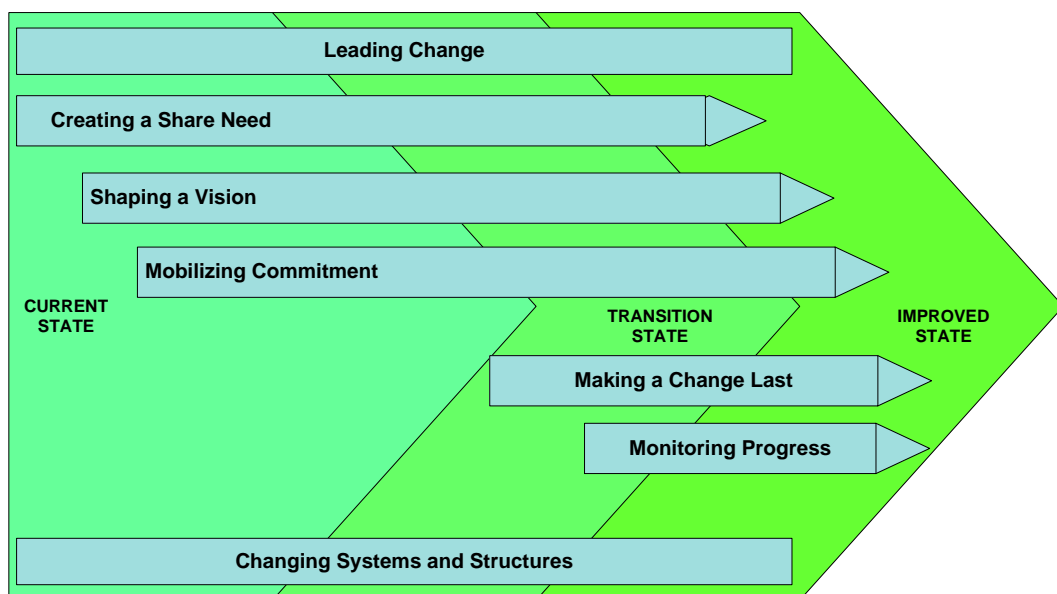 Leading Change
Creating a Share Need
Shaping a Vision
Mobilizing Commitment
CURRENT
STATE
TRANSITION
STATE
IMPROVED
STATE
Making a Change Last
Monitoring Progress
Changing Systems and Structures